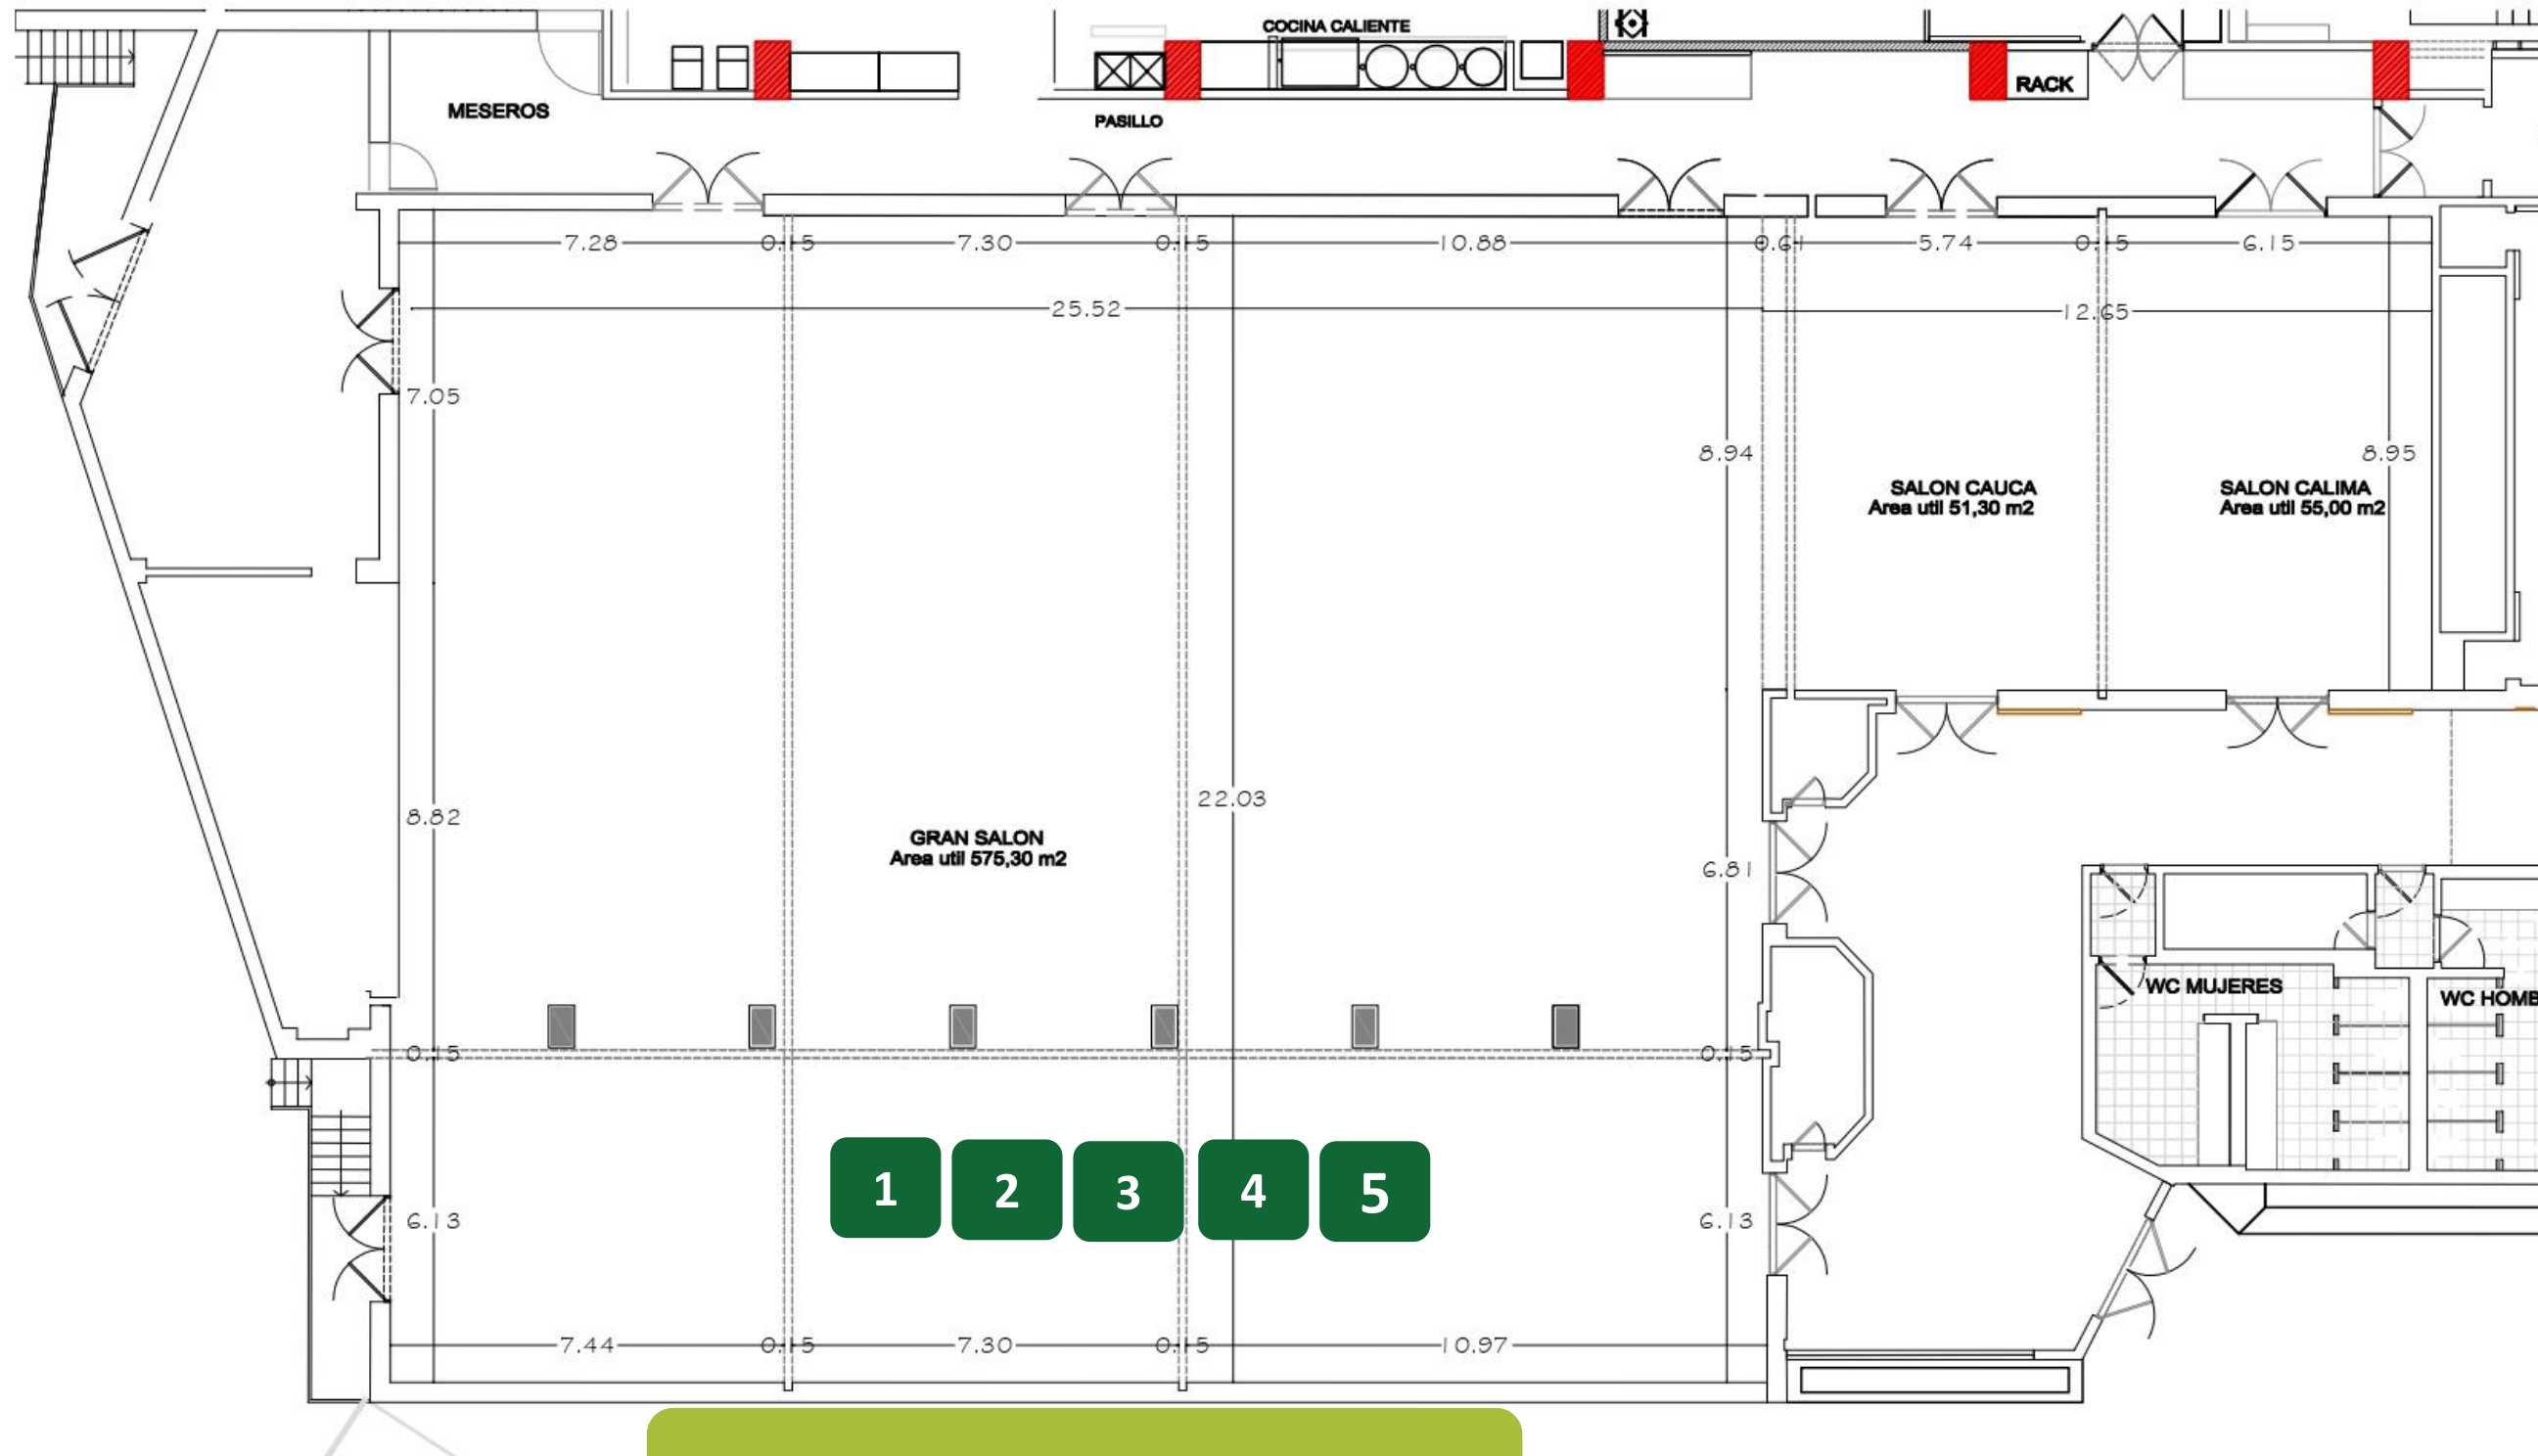 COCINA CALIENTE
RACK
MESEROS
PASILLO
7.28
0.15
7.30
0.15
10.88
0.61
5.74
0.15
6.15
25.52
12.65
7.05
8.94
8.95
SALON CAUCA
Area util 51,30 m2
SALON CALIMA
Area util 55,00 m2
22.03
8.82
GRAN SALON
Area util 575,30 m2
6.81
WC MUJERES
WC HOMB
0.15
0.15
1
2
3
4
5
6.13
6.13
7.44
0.15
7.30
0.15
10.97